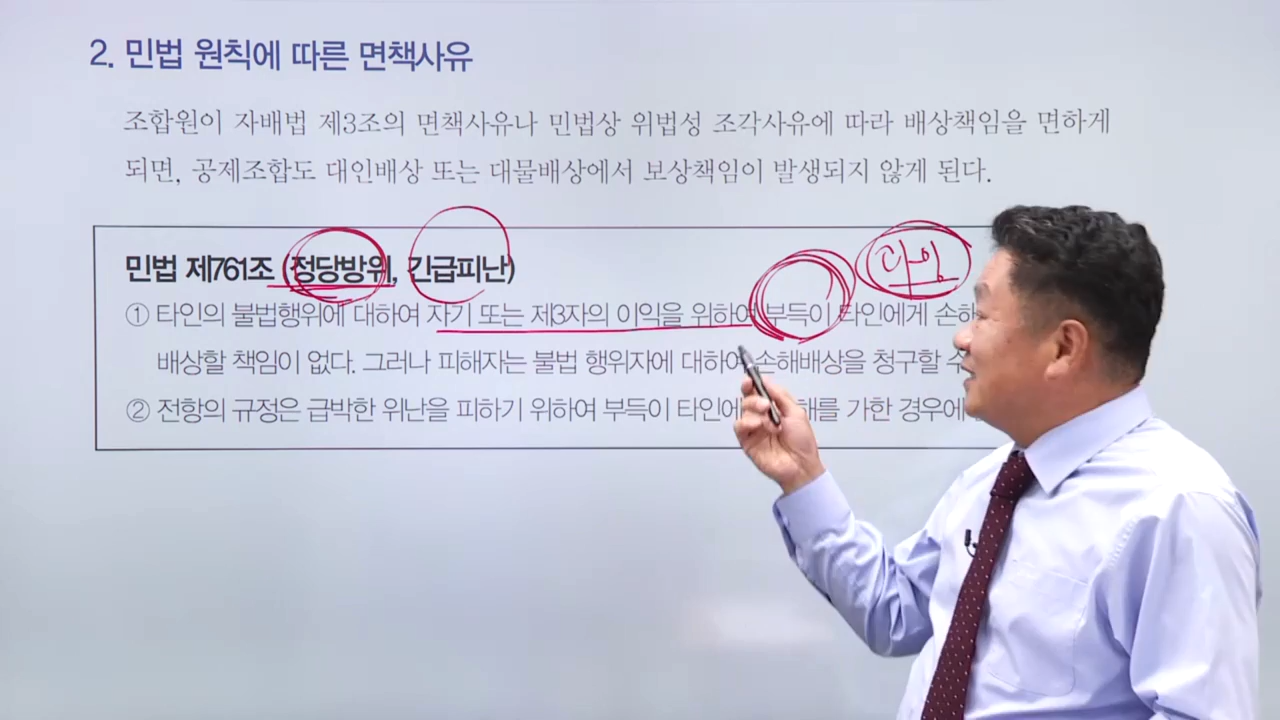 2. 민법 원칙에 따른 면책사유
조합원이 자배법 제3조의 면책사유나 민법상 위법성 조각사유에 따라 배상책임을 면하게
되면, 공제조합도 대인배상 또는 대물배상에서 보상책임이 발생되지 않게 된다.
과잉
민법 제761조 (정당방위, 긴급피난)
① 타인의 불법행위에 대하여 자기 또는 제3자의 이익을 위하여 부득이 타인에게 손해
배상할 책임이 없다. 그러나 피해자는 불법 행위자에 대하여 손해배상을 청구할 수
② 전항의 규정은 급박한 위난을 피하기 위하여 부득이 가한 경우에